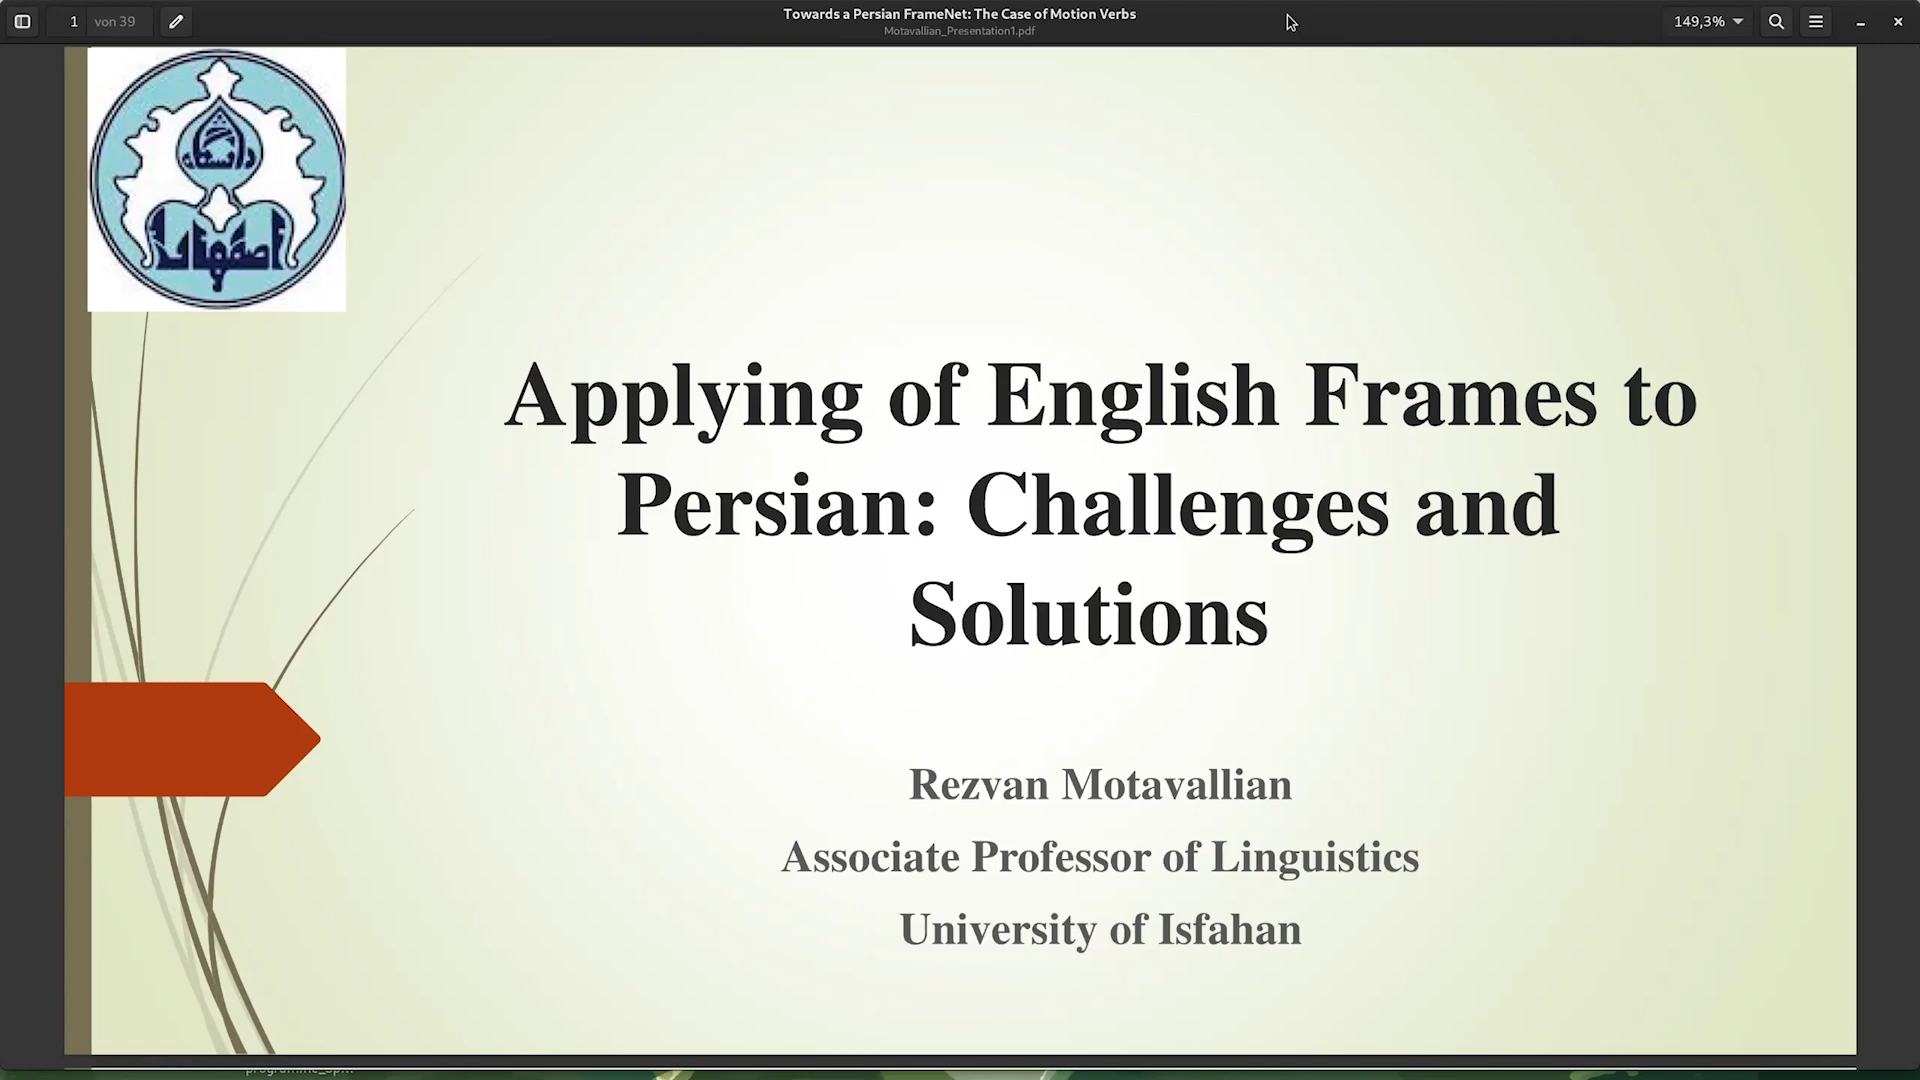 1 von 39
Towards a Persian FrameNet: The Case of Motion Verbs
Motavallian_Presentation1.pdf
149,3%
دانشگاه
اصفهان
Applying of English Frames to
Persian: Challenges and
Solutions
Rezvan Motavallian
Associate Professor of Linguistics
University of Isfahan